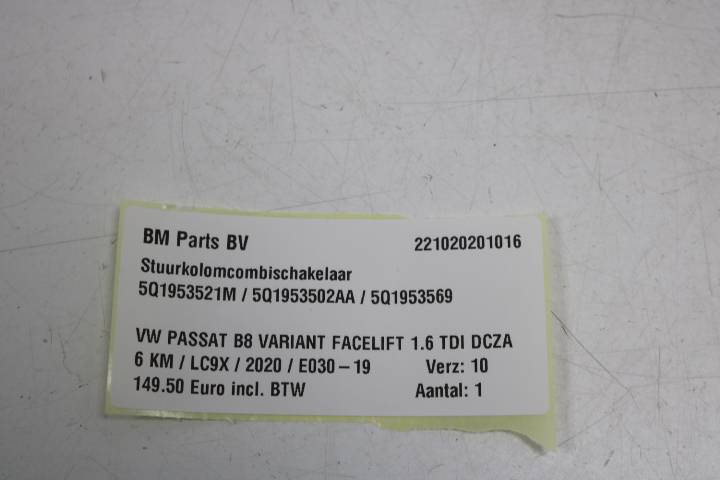 BM Parts BV 221020201016
Stuurkolomcombischakelaar
5Q1953521M / 5Q1953502AA / 5Q1953569
VW PASSAT B8 VARIANT FACELIFT 1.6 TDI DCZA
6 KM / LC9X / 2020 / E030-19 Verz: 10
149.50 Euro incl. BTW Aantal: 1